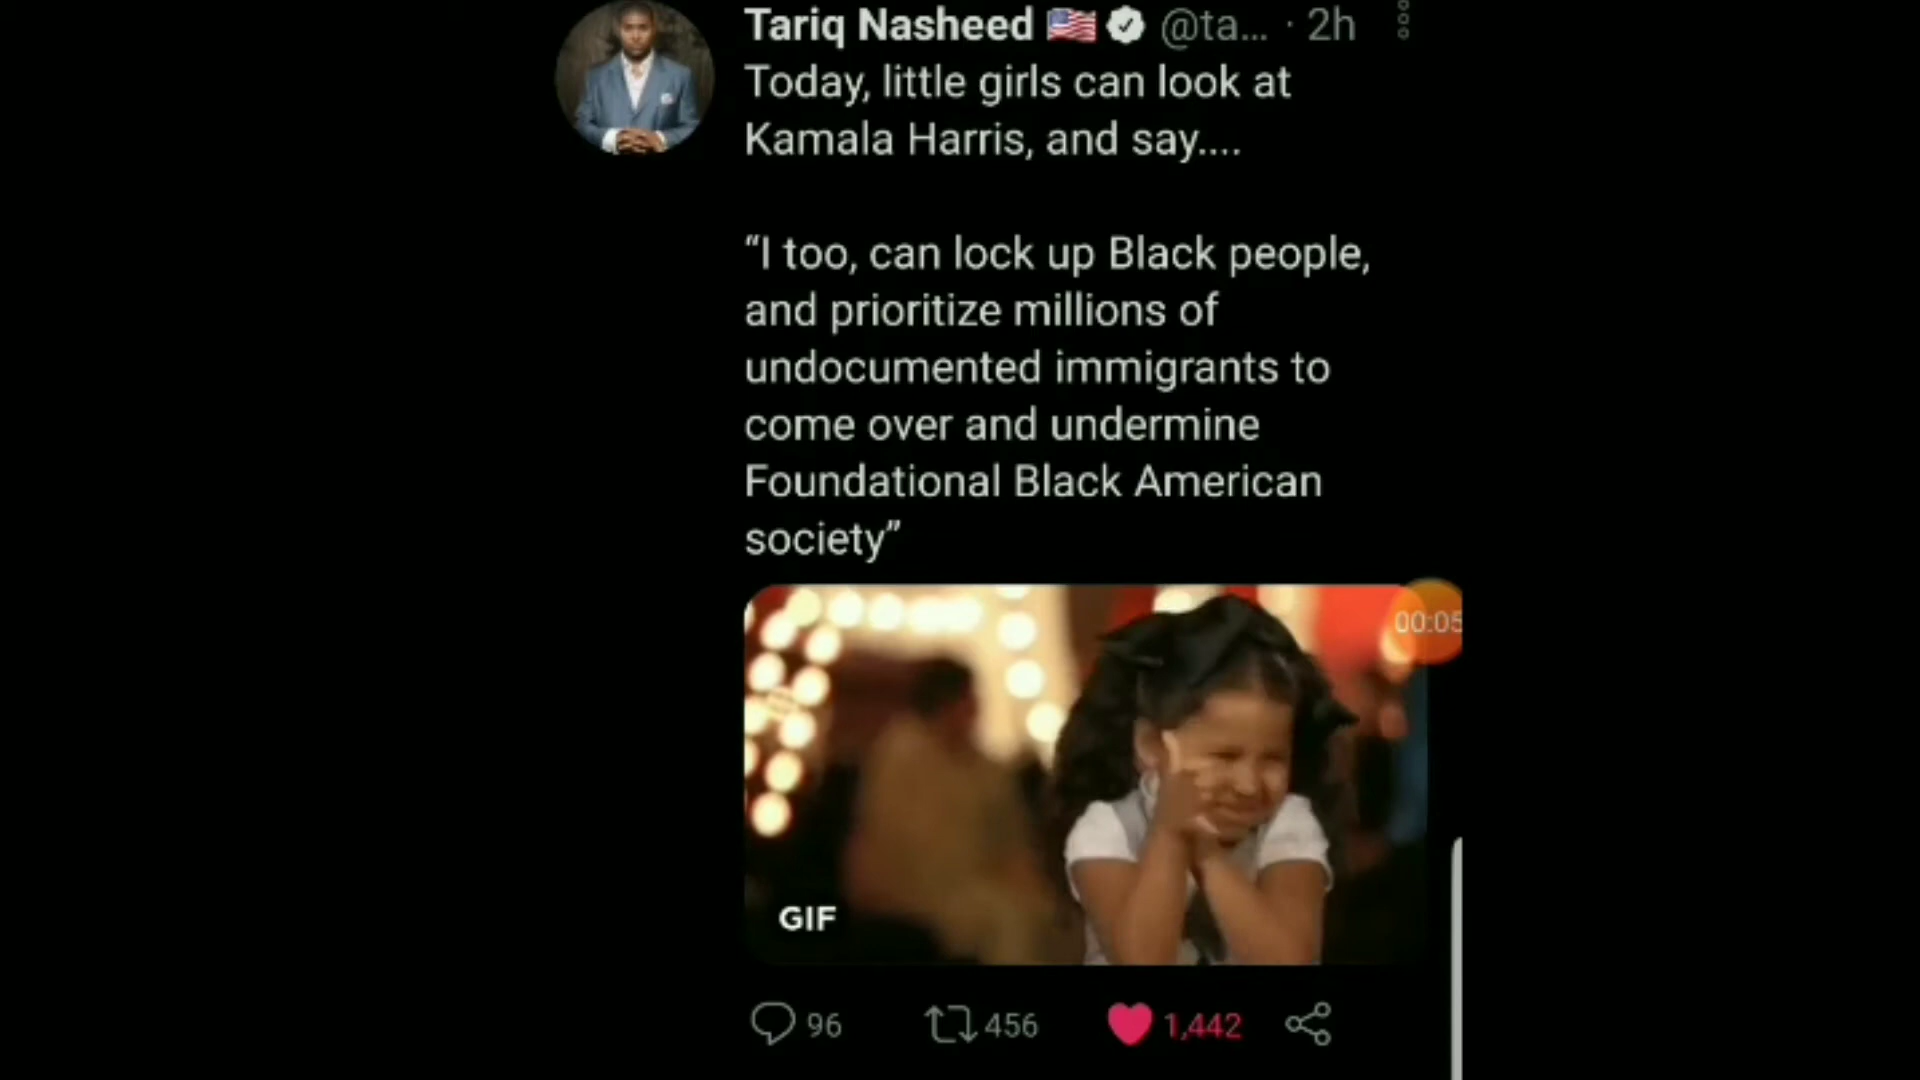 Tariq Nasheed 🇺🇸 @ta... · 2h
Today, little girls can look at
Kamala Harris, and say....
“I too, can lock up Black people,
and prioritize millions of
undocumented immigrants to
come over and undermine
Foundational Black American
society”
00:05
GIF
96 456 1,442